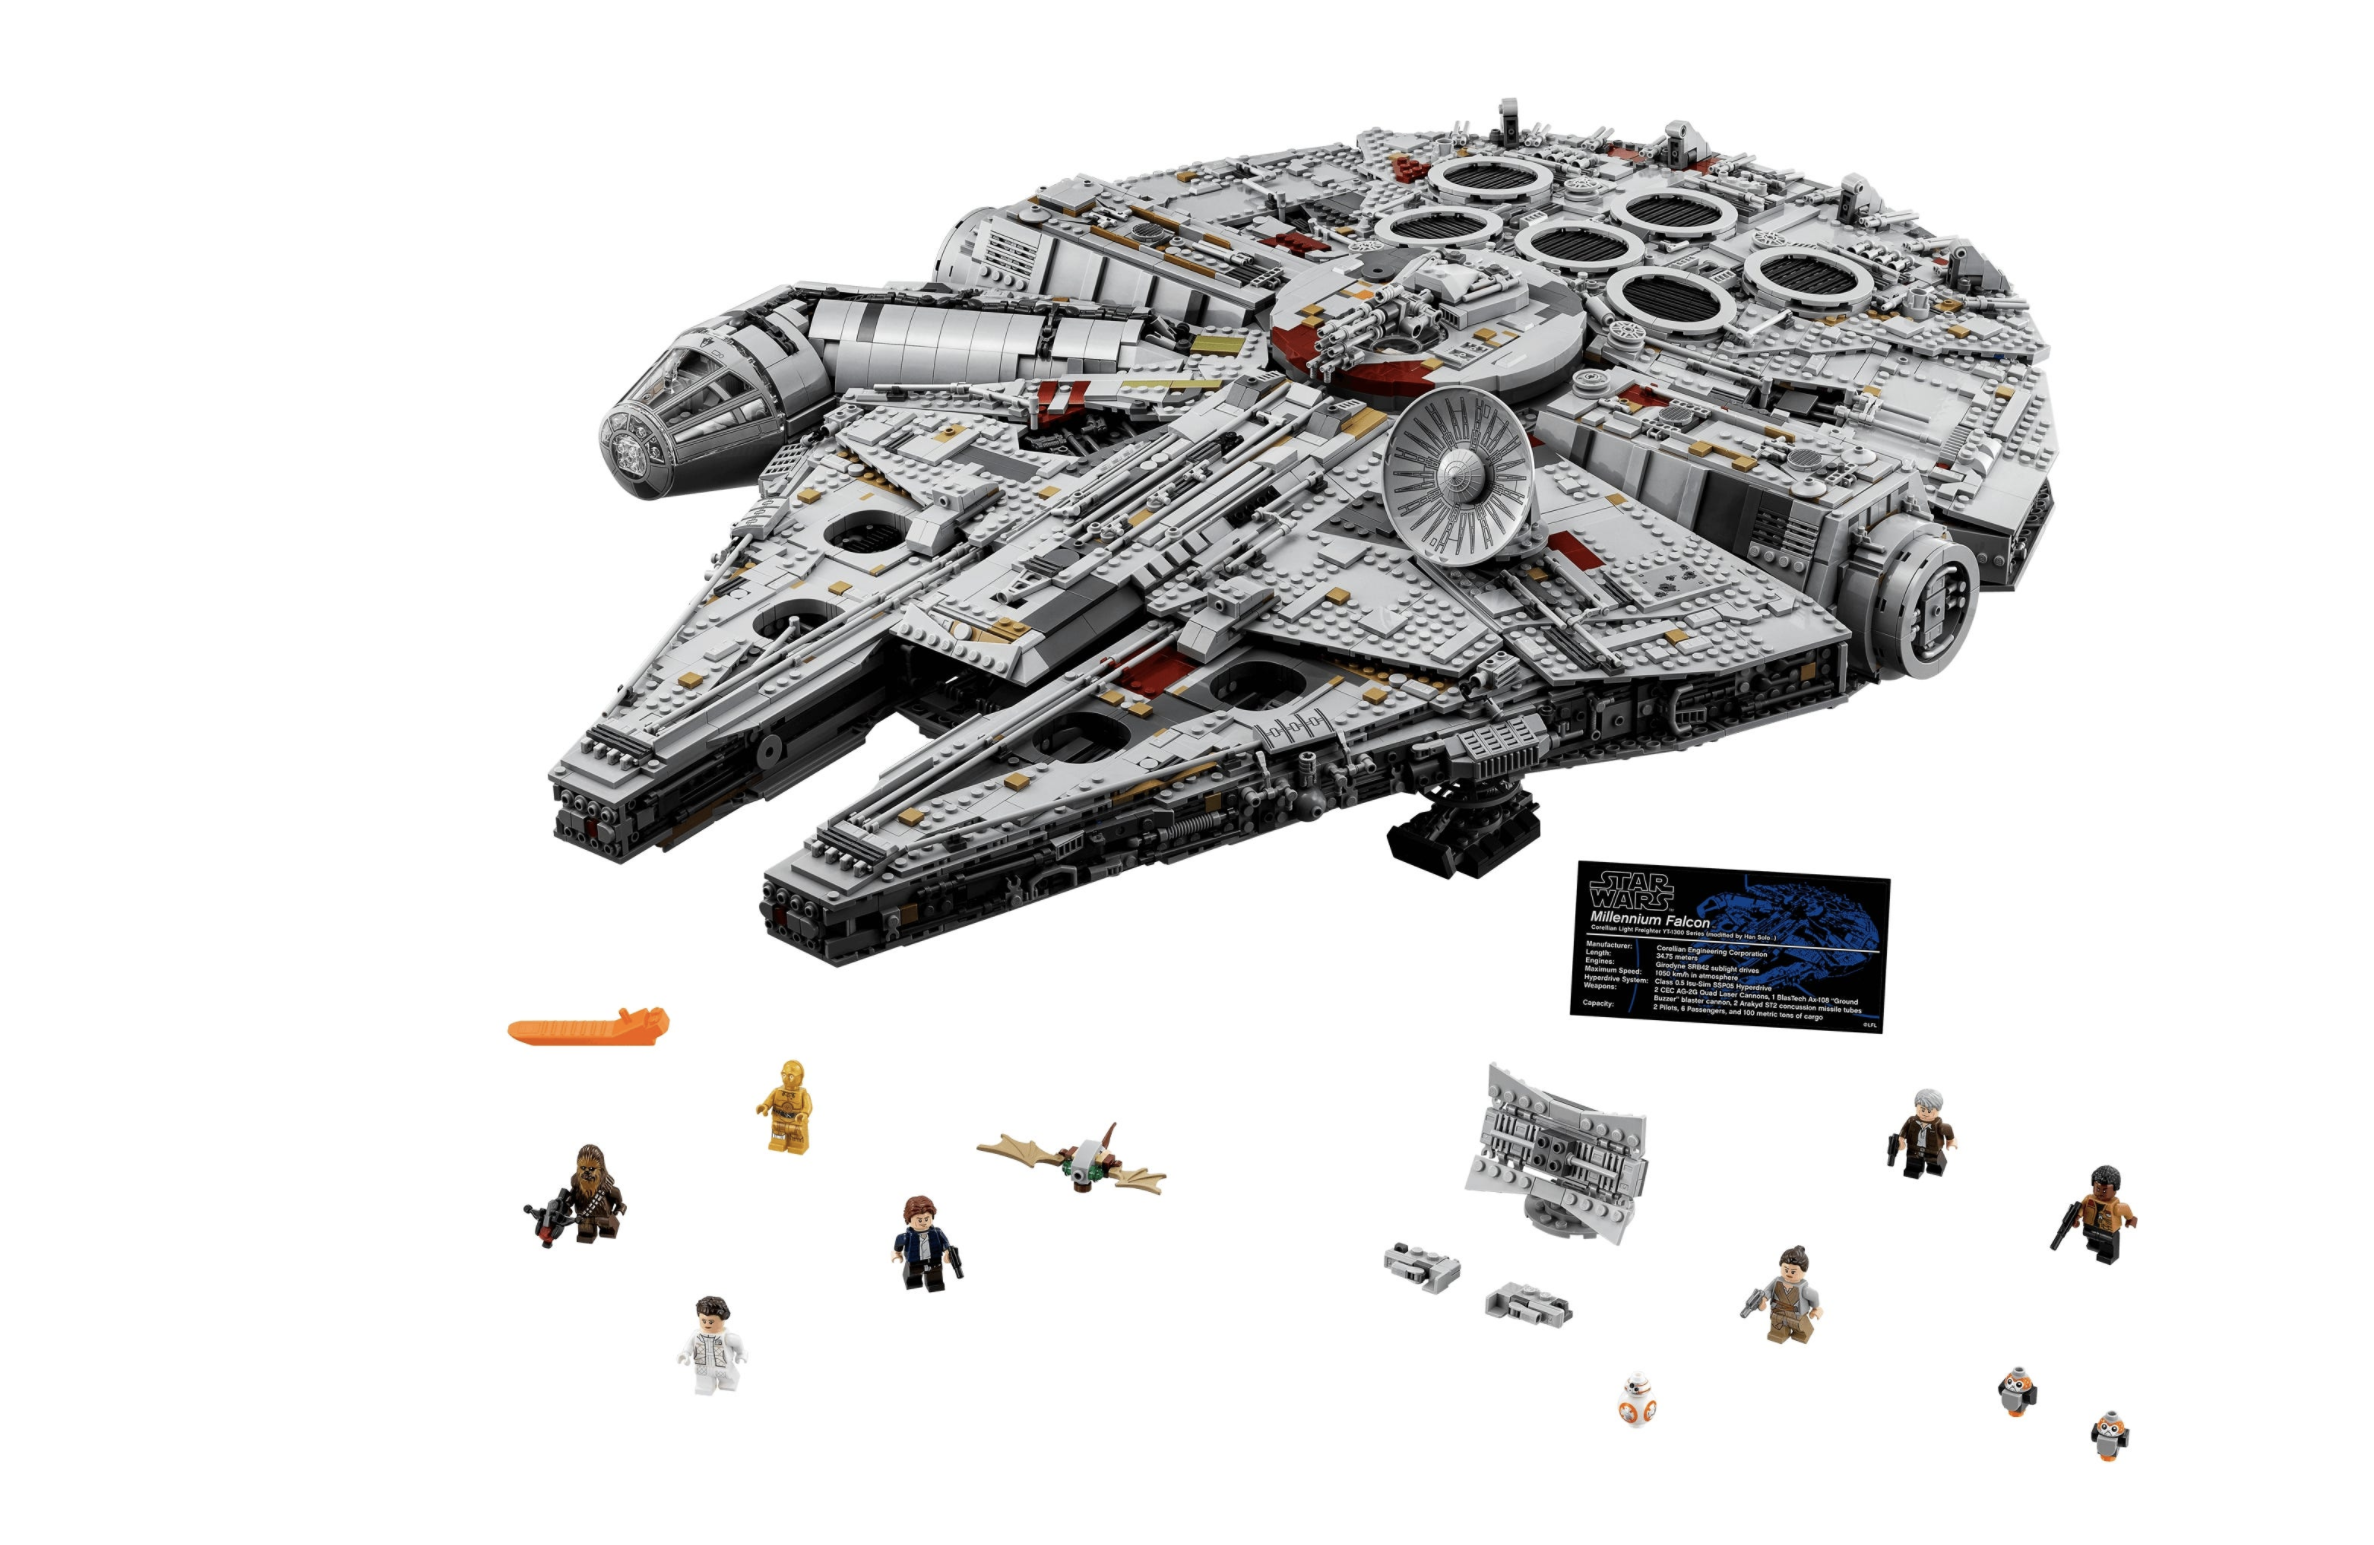 STAR
WARS
Millennium Falcon
Corellian Light Freighter YT-1300 Series (modified by Han Solo.)
Manufacturer: Corellian Engineering Corporation
Length: 34.75 meters
Engines: Girodyne SRB42 sublight drives
Maximum Speed: 1050 km/h in atmosphere
Hyperdrive System: Class 0.5 Isu-Sim SSP05 Hyperdrive
Weapons: 2 CEC AG-2G Quad Laser Cannons, 1 BlasTech Ax-108 "Ground
Buzzer" blaster cannon, 2 Arakyd ST2 concussion missile tubes
Capacity: 2 Pilots, 6 Passengers, and 100 metric tons of cargo
©LFL